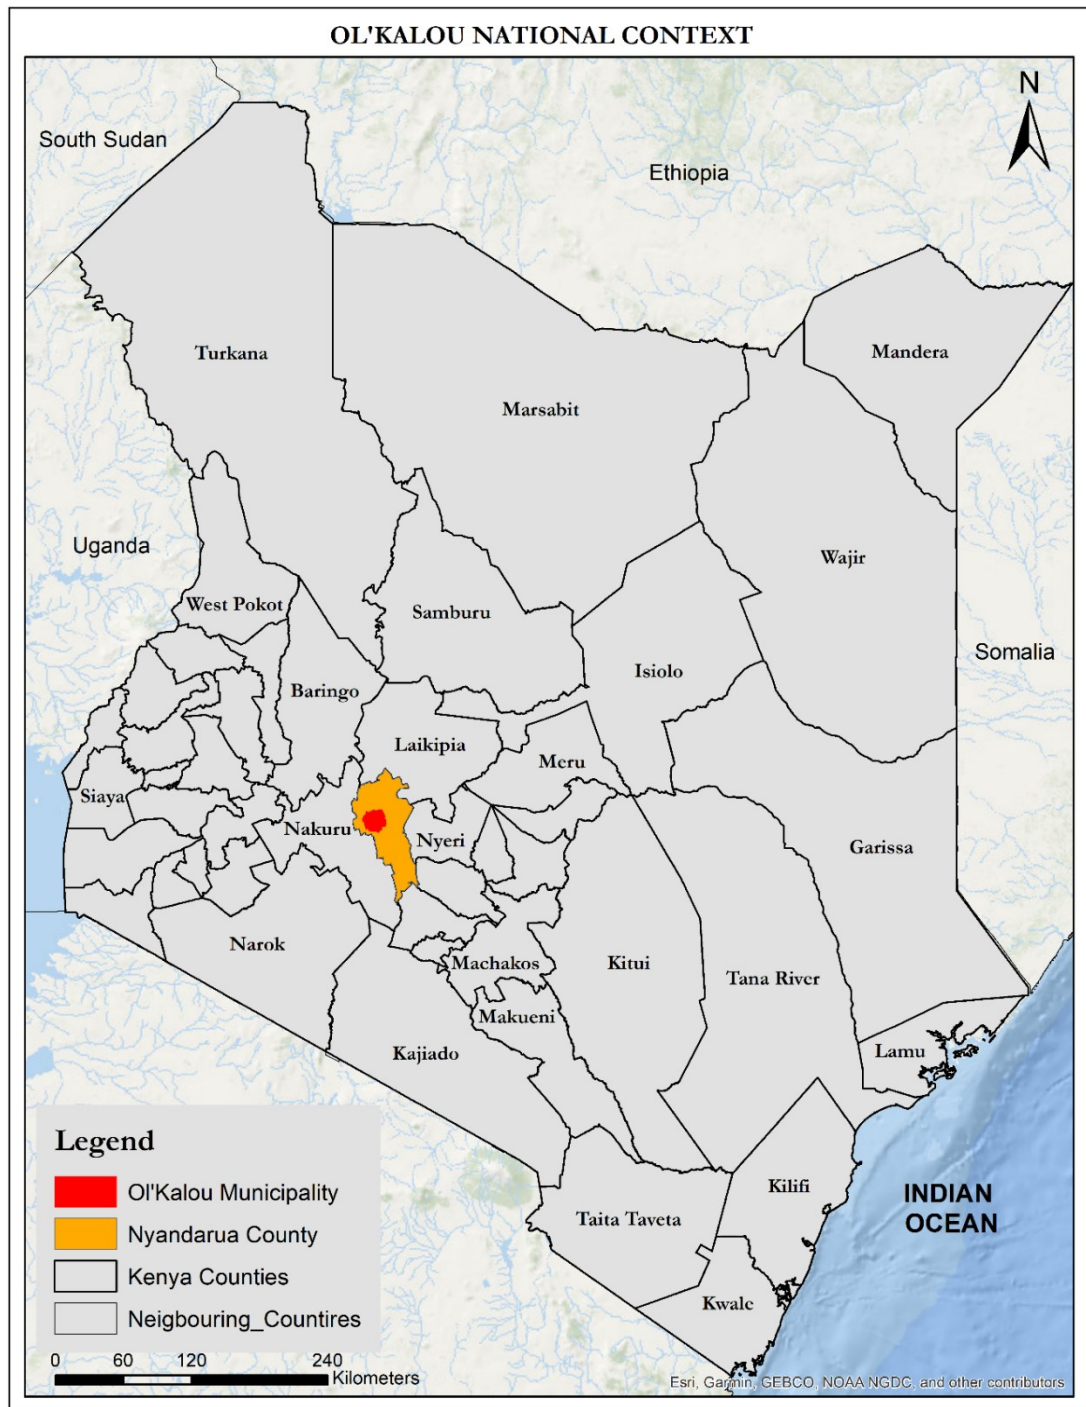 OL'KALOU NATIONAL CONTEXT
N
South Sudan
Ethiopia
Turkana
Mandera
Marsabit
Uganda
Wajir
West Pokot
Samburu
Somalia
Isiolo
Baringo
Laikipia
Meru
Siaya
Nakuru
Nyeri
Garissa
Narok
Machakos
Kitui
Tana River
Makueni
Kajiado
Lamu
Legend
Ol'Kalou Municipality
Nyandarua County
Kenya Counties
Neigbouring_Countires
Kilifi
Taita Taveta
INDIAN
OCEAN
Kwale
0 60 120 240
Kilometers
Esri, Garmin, GEBCO, NOAA NGDC, and other contributors